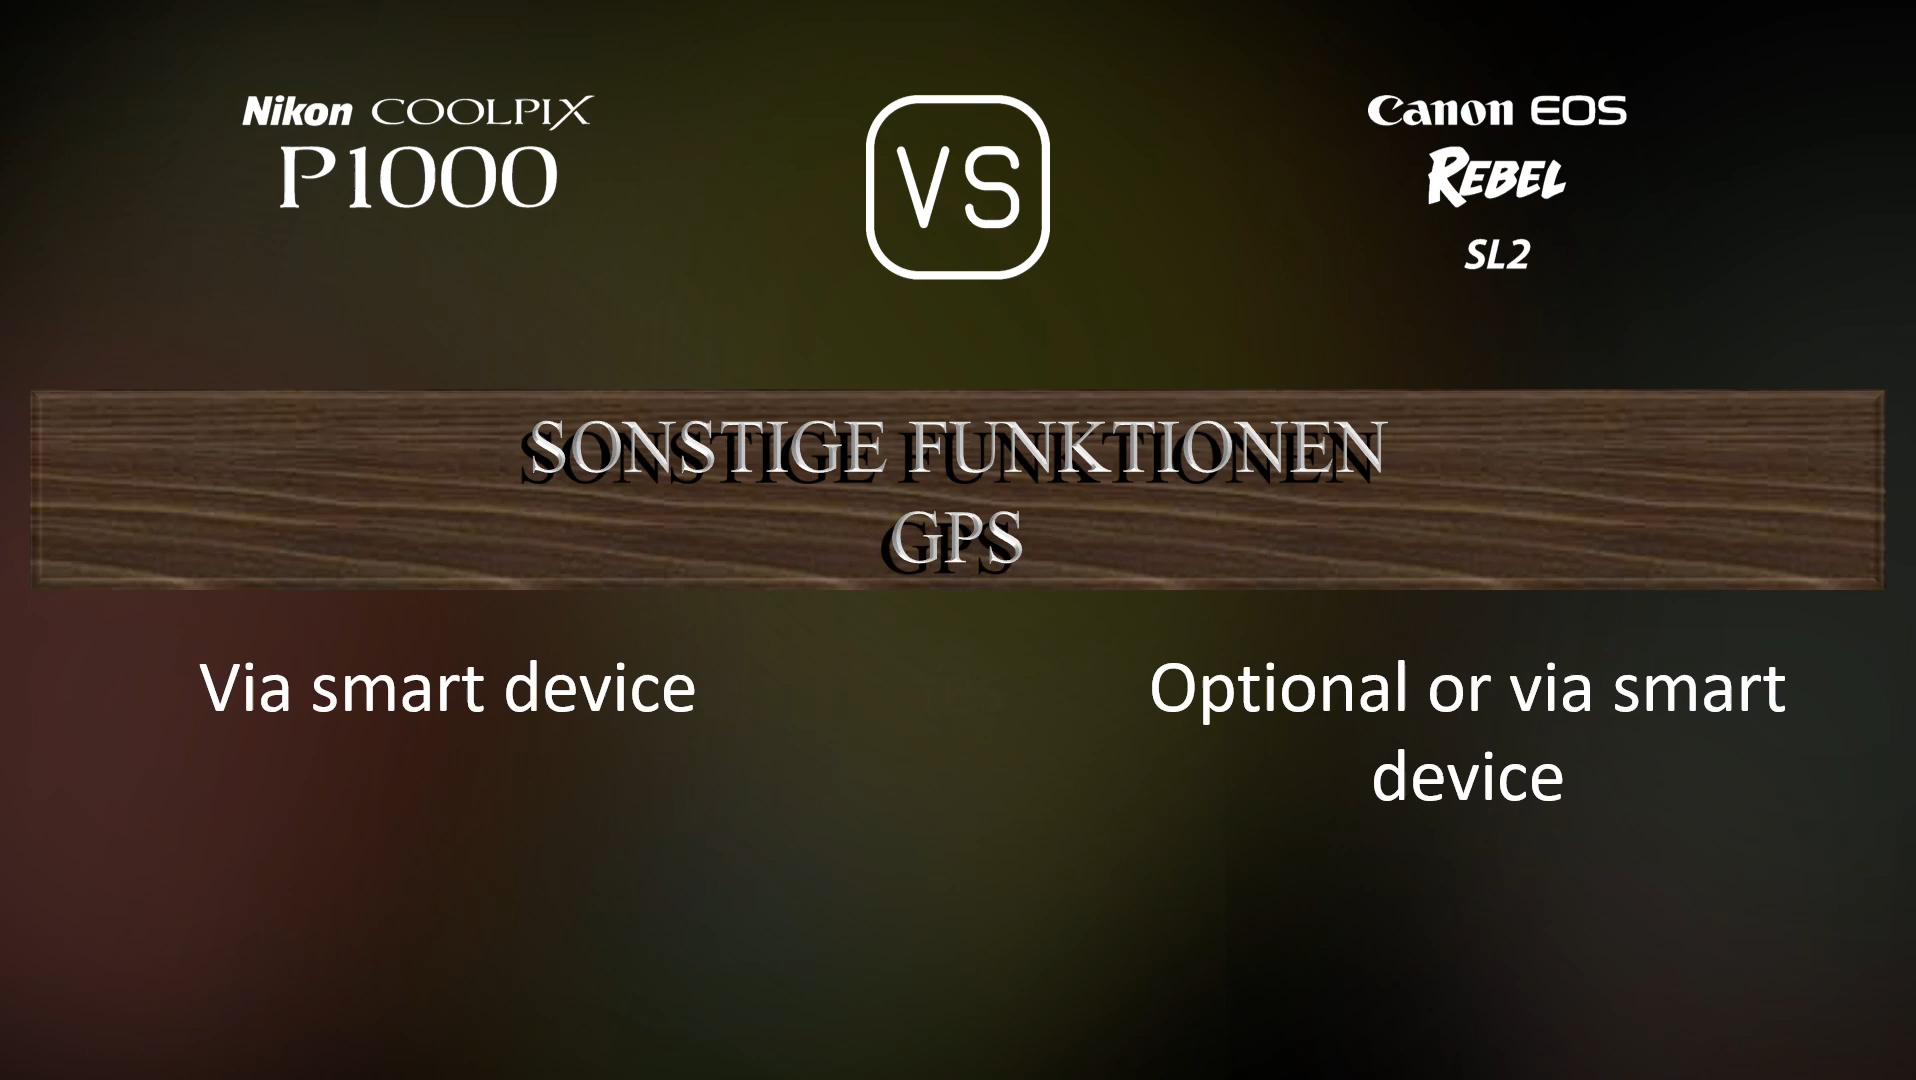 Nikon COOLPIX
P1000
VS
Canon EOS
REBEL
SL2
SONSTIGE FUNKTIONEN
GPS
Via smart device
Optional or via smart
device